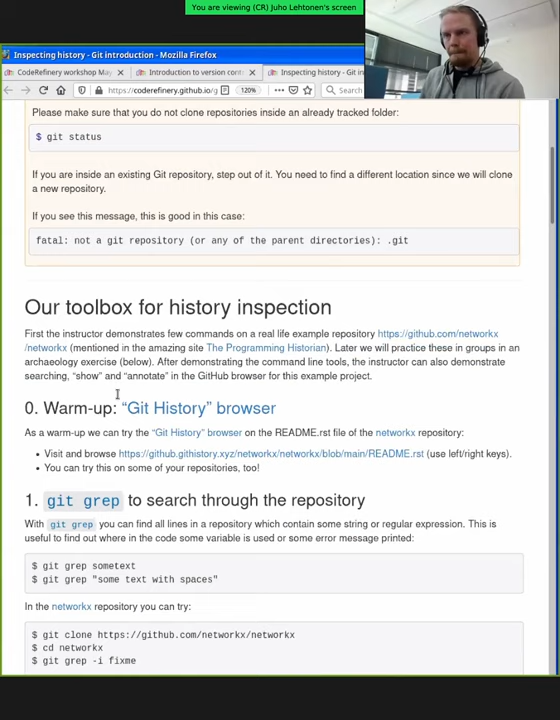 You are viewing (CR) Juho Lehtonen's screen
Inspecting history - Git introduction - Mozilla Firefox
CodeRefinery workshop Ma
Introduction to version cont
Inspecting history - Git in
https://coderefinery.github.io/g
120%
Search
Please make sure that you do not clone repositories inside an already tracked folder:
$ git status
If you are inside an existing Git repository, step out of it. You need to find a different location since we will clone
a new repository.
If you see this message, this is good in this case:
fatal: not a git repository (or any of the parent directories): .git
Our toolbox for history inspection
First the instructor demonstrates few commands on a real life example repository https://github.com/networkx
/networkx (mentioned in the amazing site The Programming Historian). Later we will practice these in groups in an
archaeology exercise (below). After demonstrating the command line tools, the instructor can also demonstrate
searching, “show” and “annotate” in the GitHub browser for this example project.
0. Warm-up: “Git History” browser
As a warm-up we can try the “Git History” browser on the README.rst file of the networkx repository:
• Visit and browse https://github.githistory.xyz/networkx/networkx/blob/main/README.rst (use left/right keys).
• You can try this on some of your repositories, too!
1. git grep to search through the repository
With git grep you can find all lines in a repository which contain some string or regular expression. This is
useful to find out where in the code some variable is used or some error message printed:
$ git grep sometext
$ git grep "some text with spaces"
In the networkx repository you can try:
$ git clone https://github.com/networkx/networkx
$ cd networkx
$ git grep -i fixme